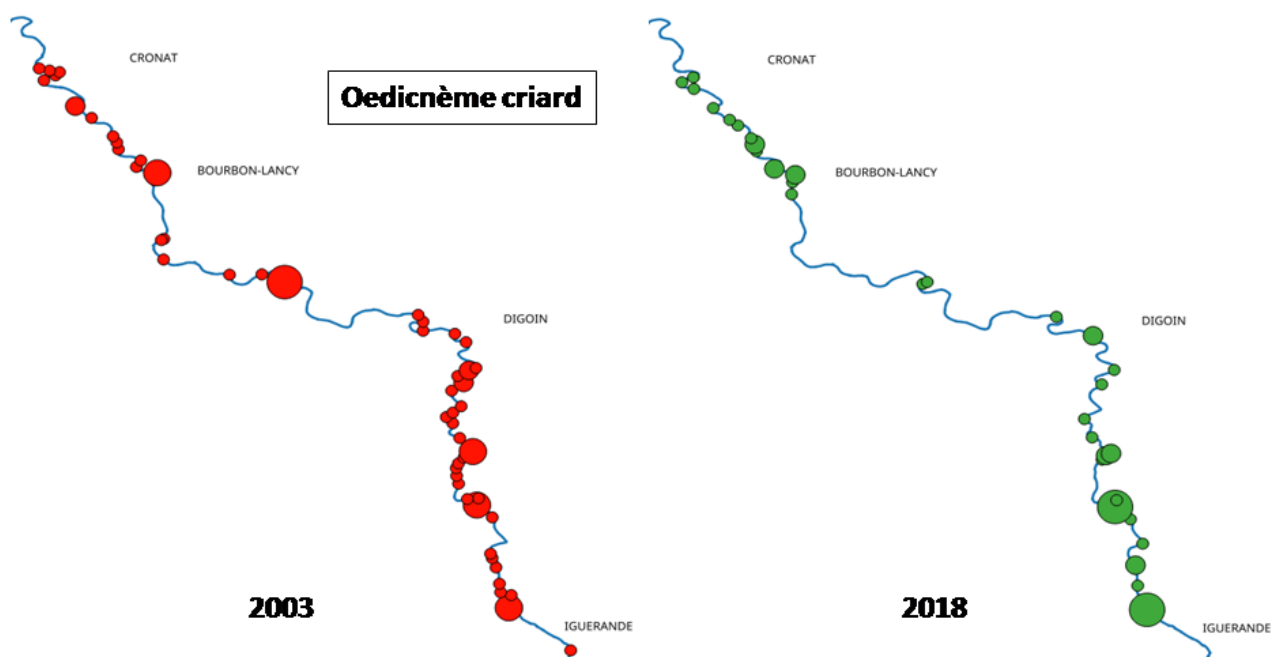 CRONAT
Oedicnème criard
BOURBON-LANCY
DIGOIN
2003
IGUERANDE
CRONAT
BOURBON-LANCY
DIGOIN
2018
IGUERANDE